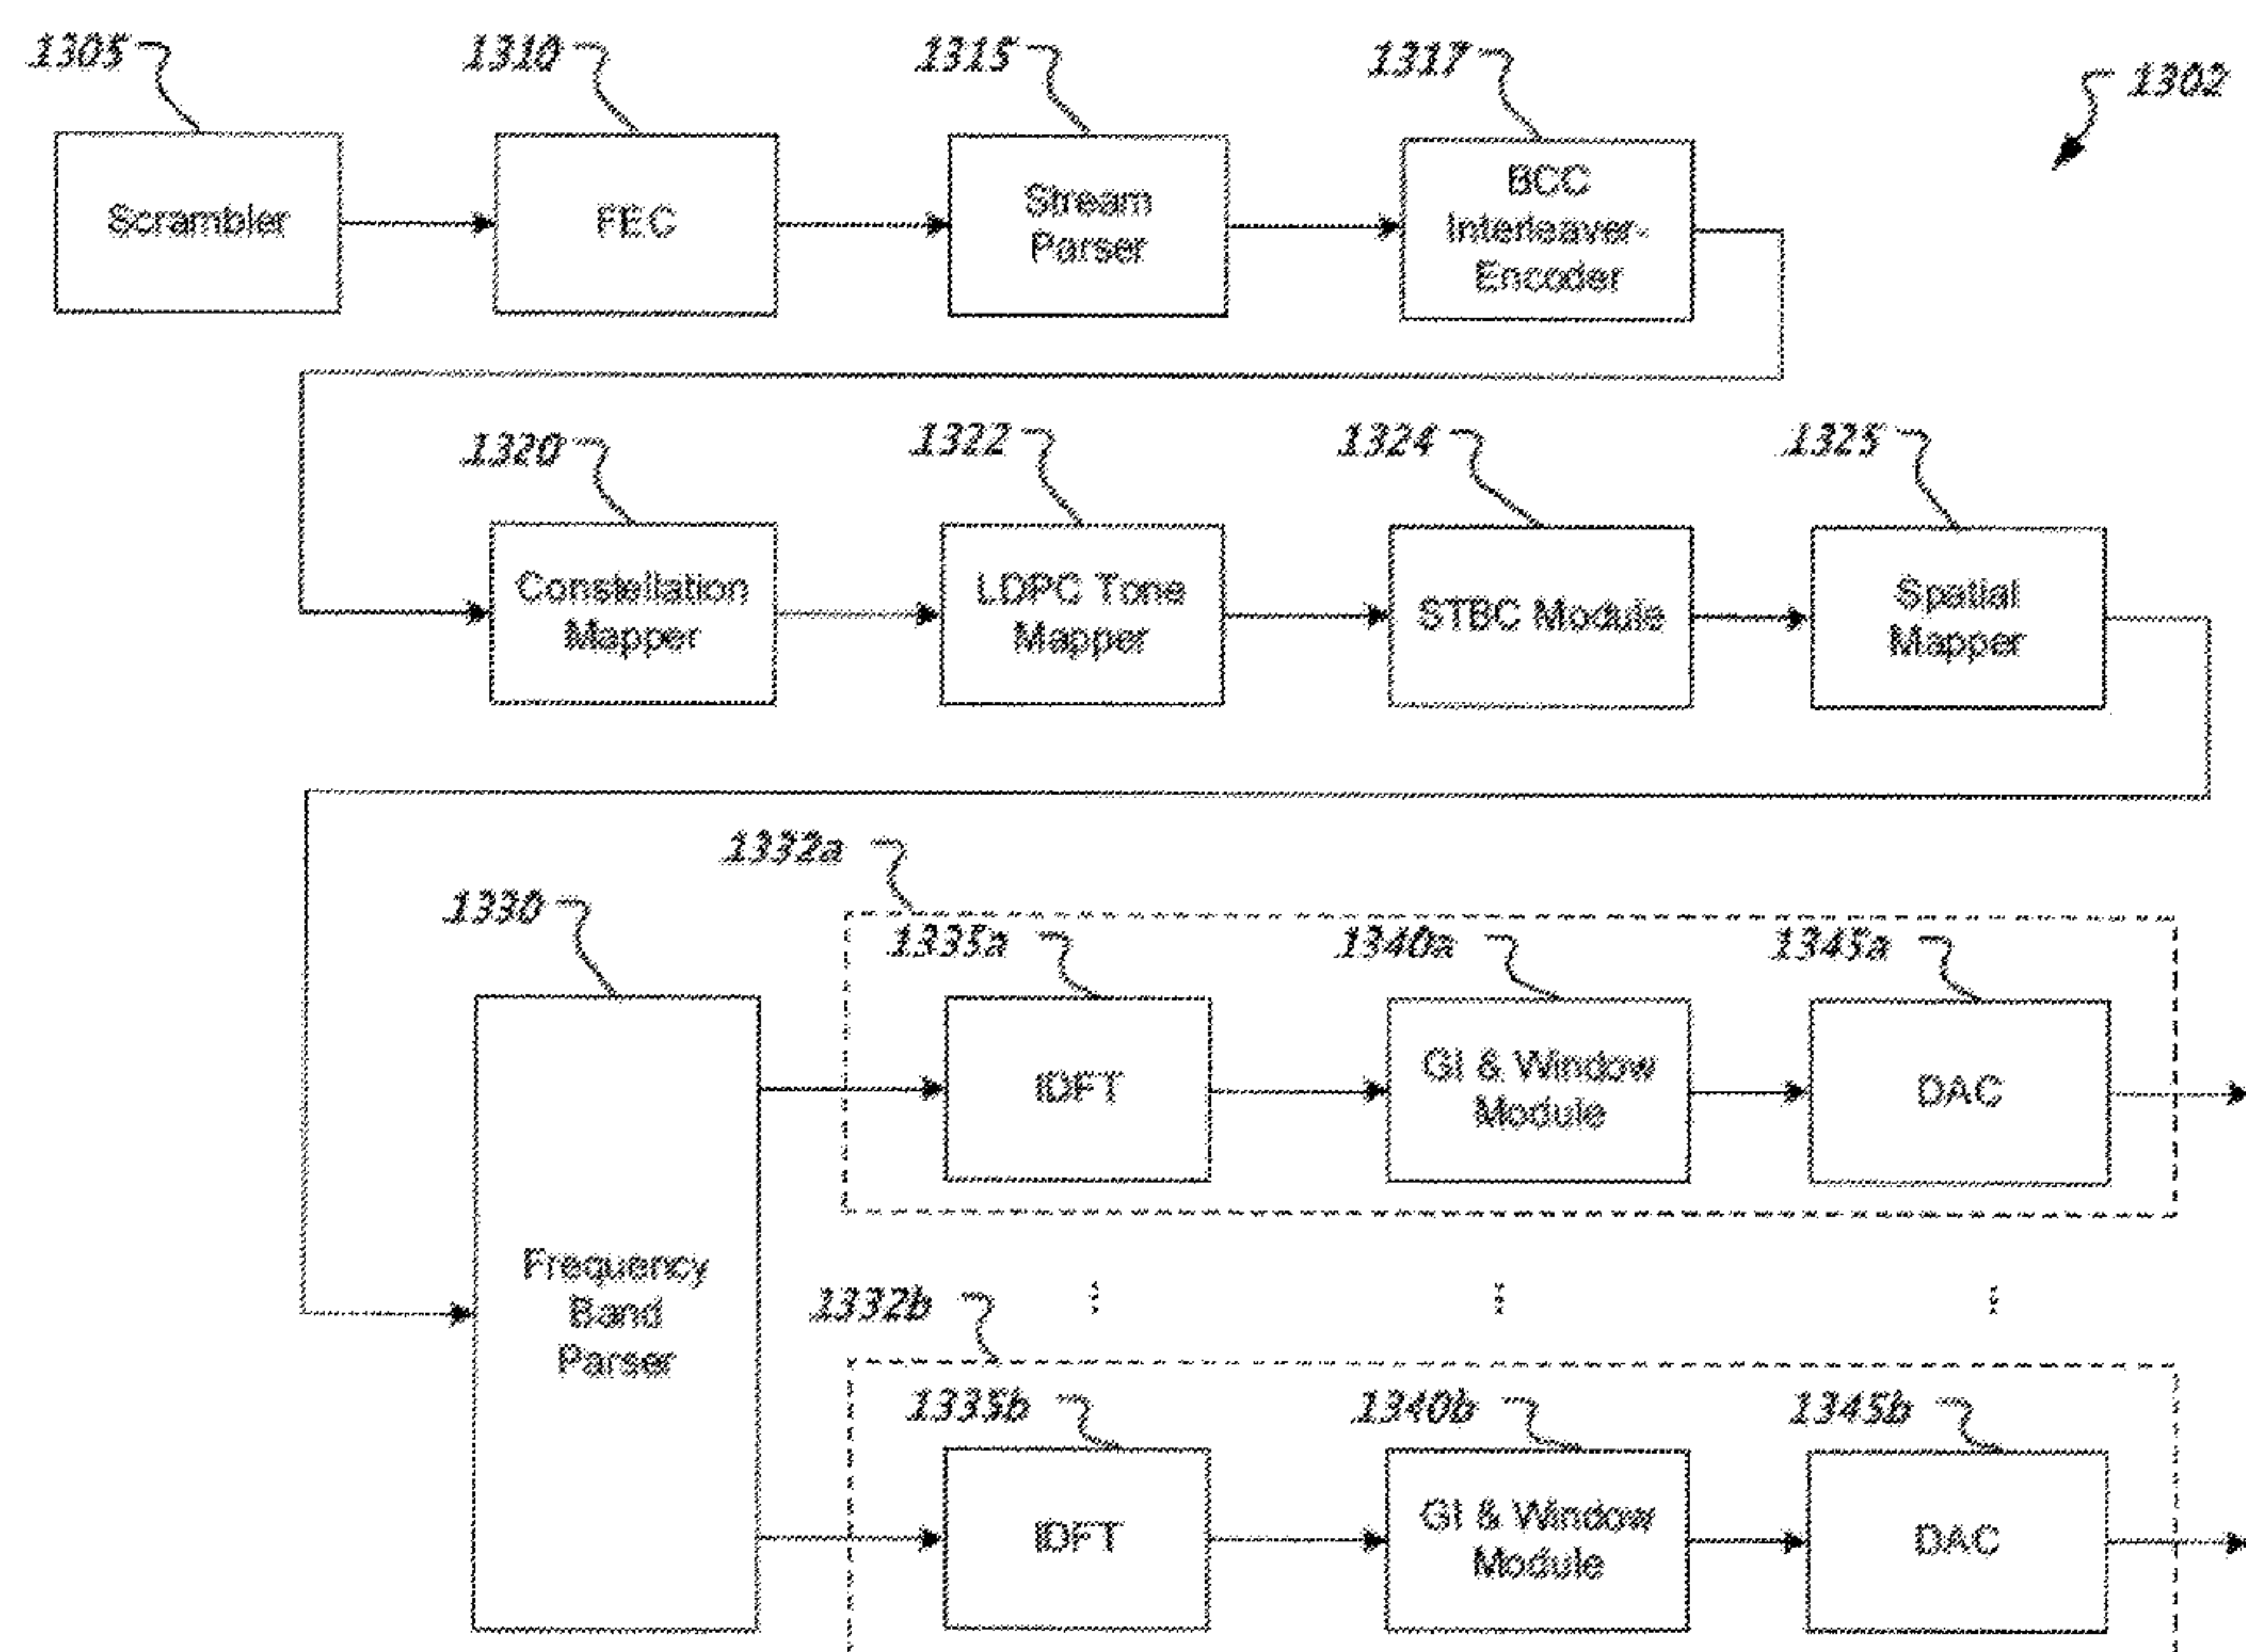 1305
1310
1315
1317
1302
Scrambler
FEC
Stream
Parser
BCC
Interleaver-
Encoder
1320
1322
1324
1325
Constellation
Mapper
LDPC Tone
Mapper
STBC Module
Spatial
Mapper
1332a
1330
1335a
1340a
1345a
IDFT
GI & Window
Module
DAC
Frequency
Band
Parser
1332b
1335b
1340b
1345b
IDFT
GI & Window
Module
DAC